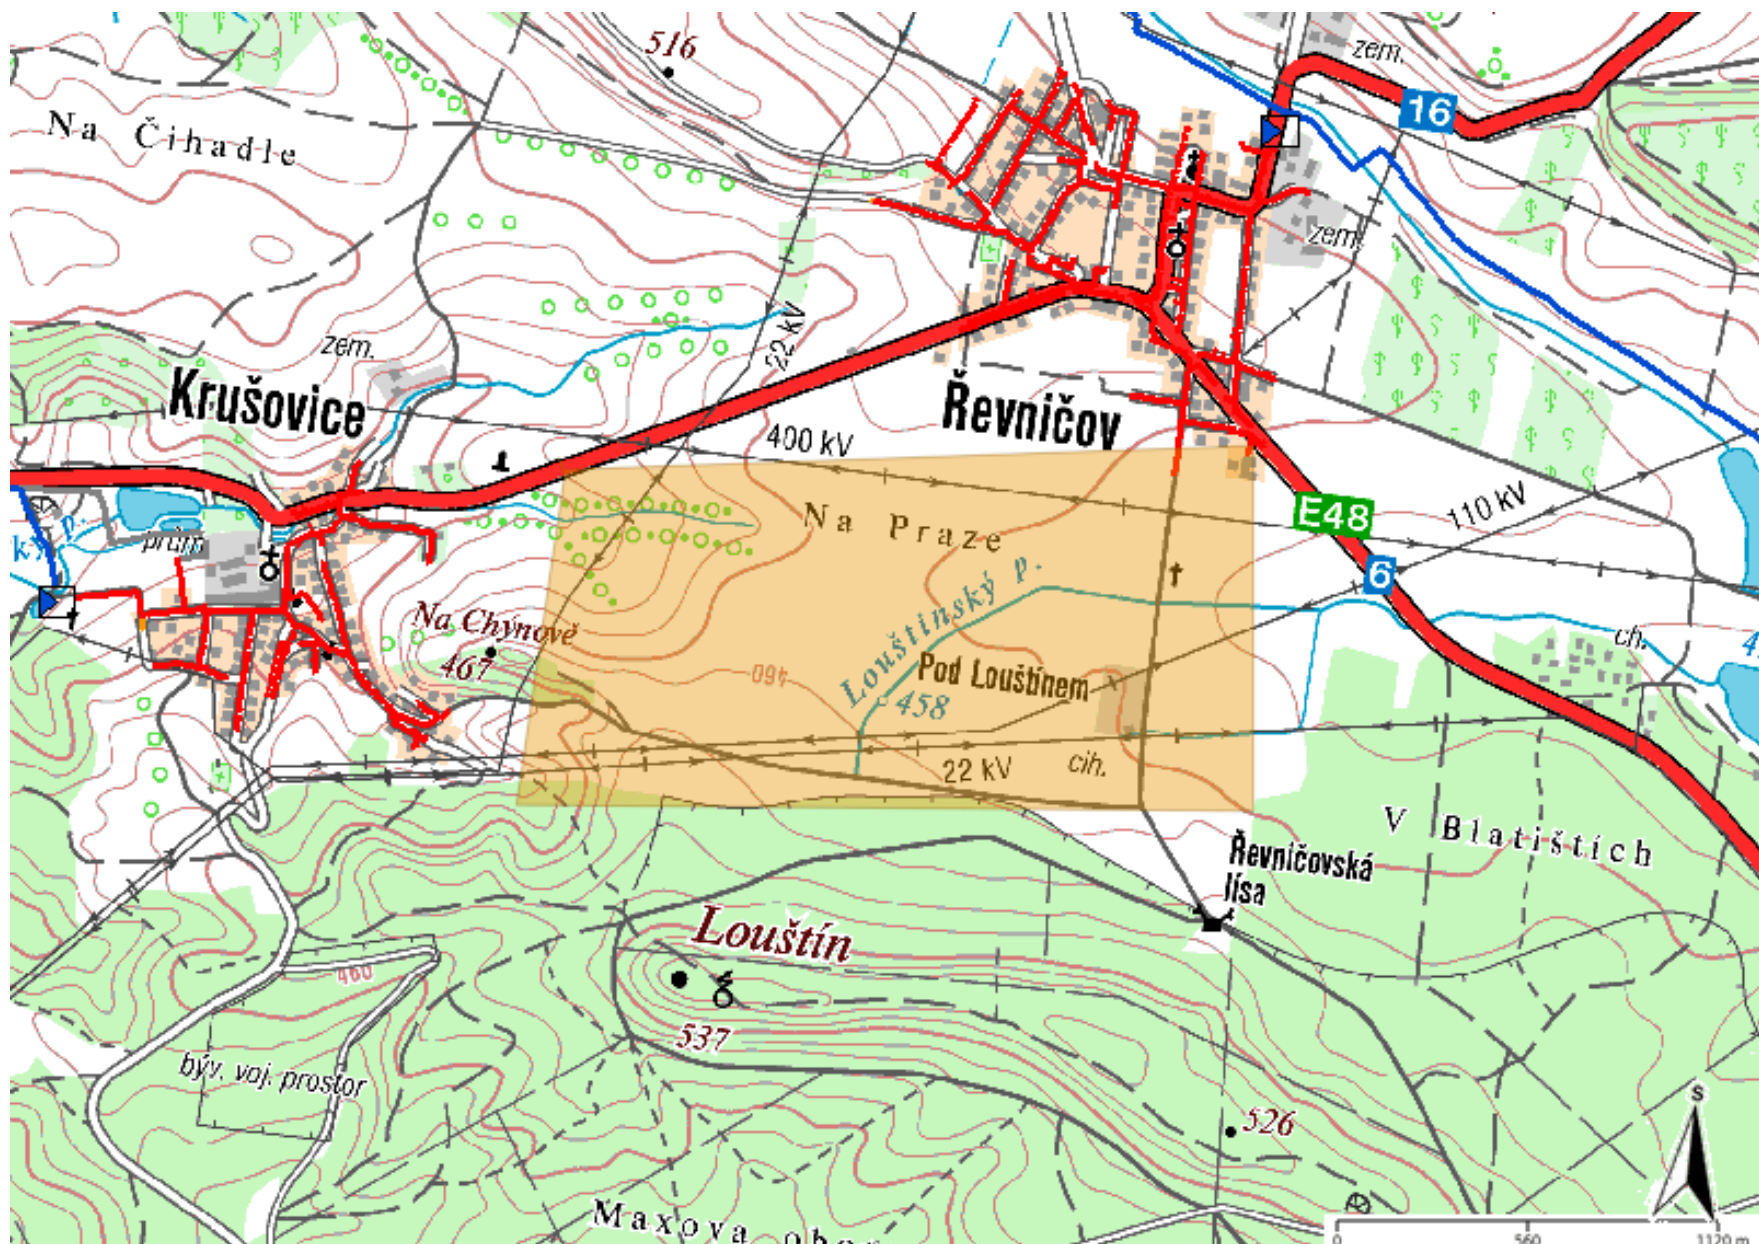 516
zem.
16
Na Čihadle
zem.
22 kV
zem.
Krušovice
Řevničov
400 kV
E48
110 kV
Na Praze
6
Louštínský p.
Na Chýnově
467
460
Pod Louštínem
458
ch.
22 kV
cih.
V Blatištích
Řevničovská
lísa
Louštín
460
537
býv. voj. prostor
526
S
Maxova
0 560 1120 m